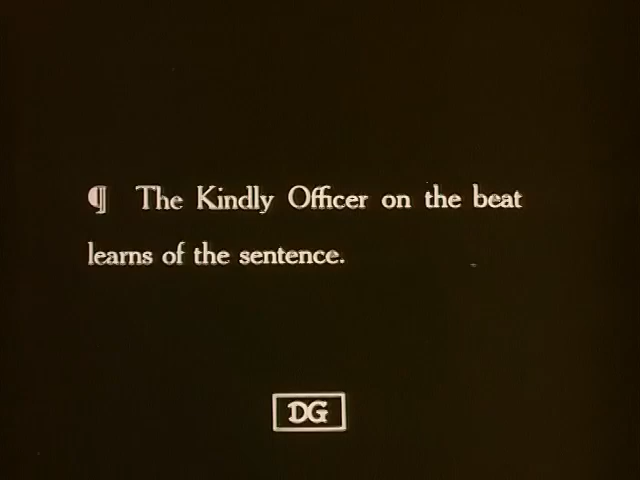 ¶ The Kindly Officer on the beat
learns of the sentence.
DG